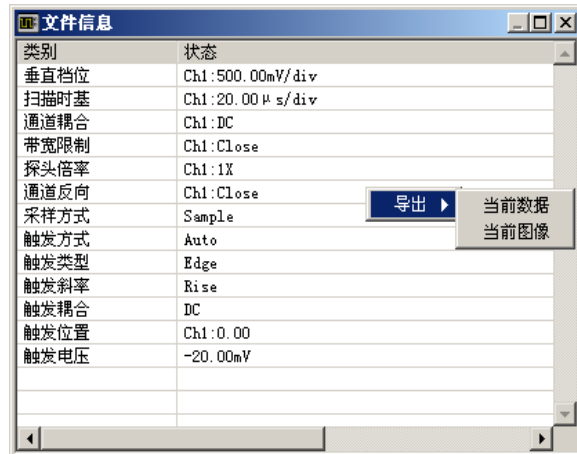 文件信息
类别 状态
垂直档位 Ch1:500.00mV/div
扫描时基 Ch1:20.00μs/div
通道耦合 Ch1:DC
带宽限制 Ch1:Close
探头倍率 Ch1:1X
通道反向 Ch1:Close
导出
当前数据
当前图像
采样方式 Sample
触发方式 Auto
触发类型 Edge
触发斜率 Rise
触发耦合 DC
触发位置 Ch1:0.00
触发电压 -20.00mV